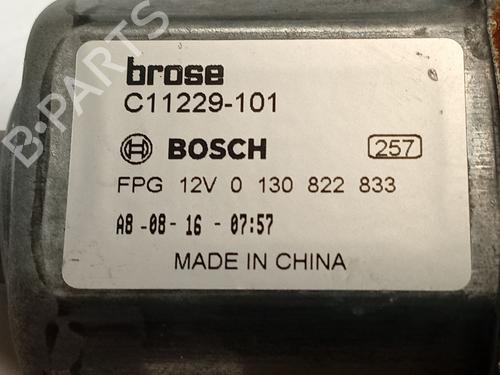 brose
C11229-101
BOSCH 257
FPG 12V 0 130 822 833
A8-08-16-07:57
MADE IN CHINA
B-PARTS